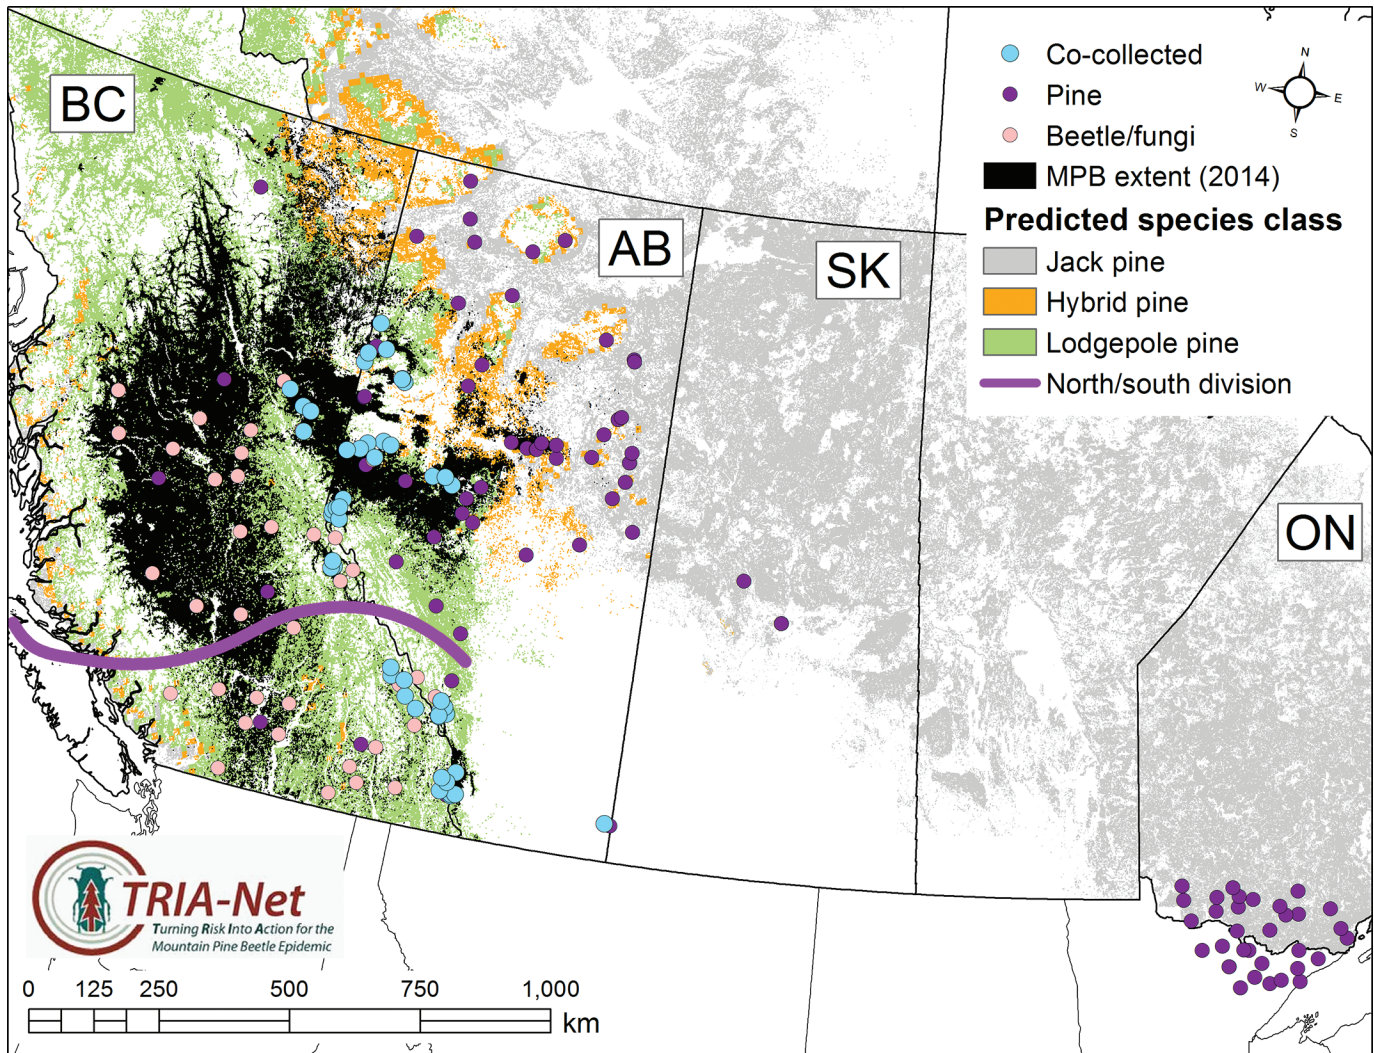 BC
AB
SK
ON
Co-collected
Pine
Beetle/fungi
MPB extent (2014)
Predicted species class
Jack pine
Hybrid pine
Lodgepole pine
North/south division
N
W
E
S
TRIA-Net
Turning Risk Into Action for the
Mountain Pine Beetle Epidemic
0 125 250 500 750 1,000
km